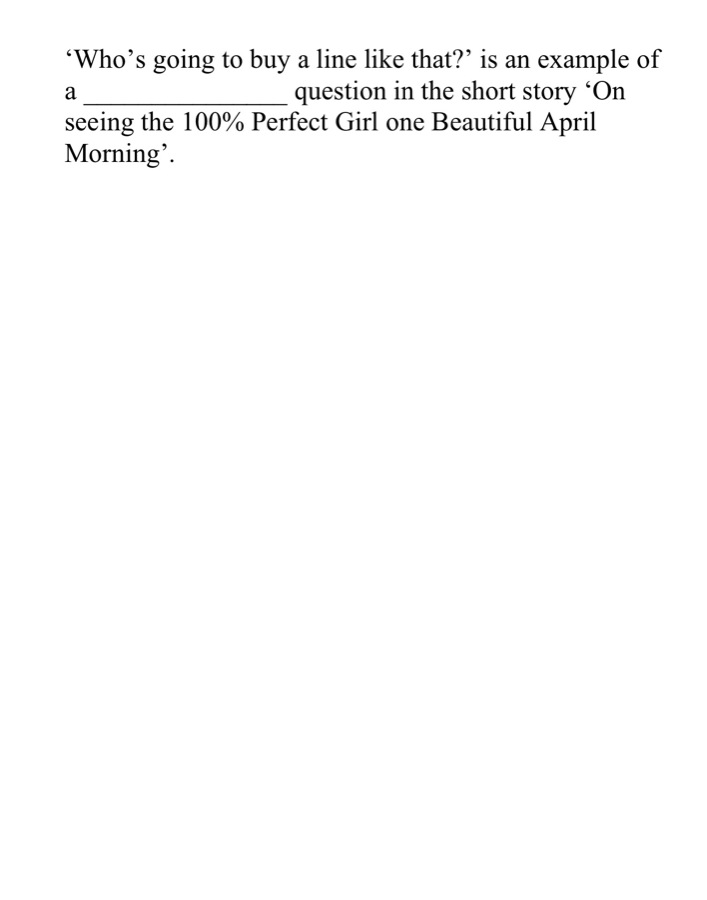 ‘Who’s going to buy a line like that?’ is an example of
a _______________ question in the short story ‘On
seeing the 100% Perfect Girl one Beautiful April
Morning’.